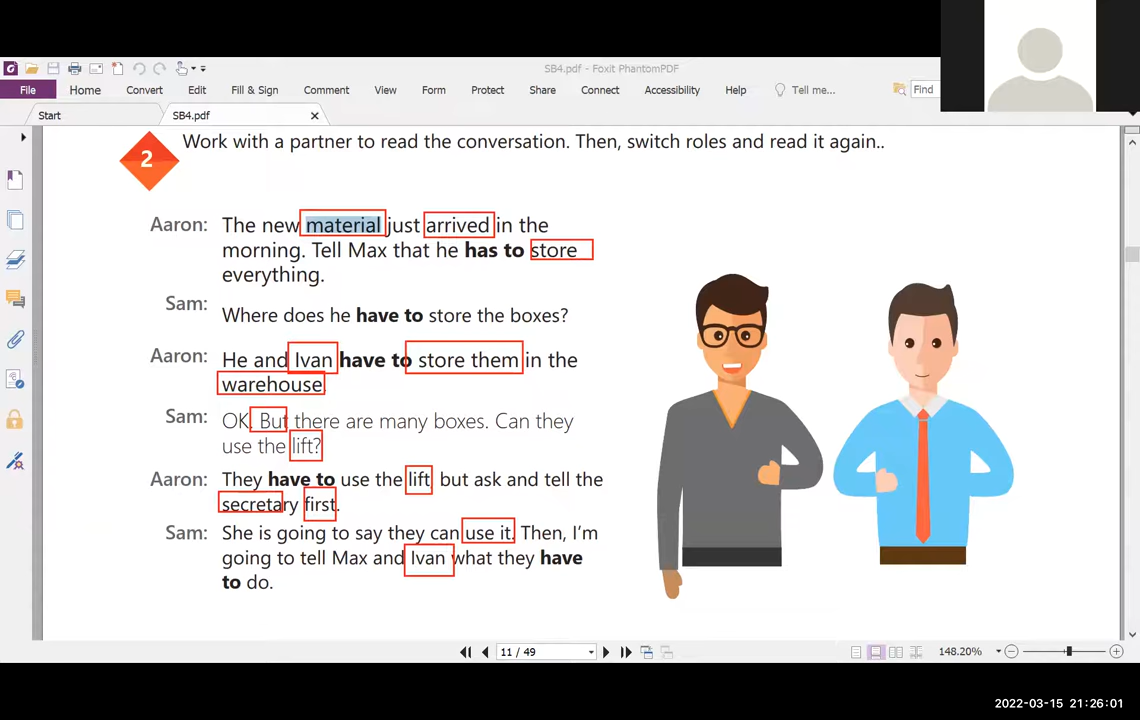 SB4.pdf - Foxit PhantomPDF
File Home Convert Edit Fill & Sign Comment View Form Protect Share Connect Accessibility Help Tell me... Find
Start SB4.pdf
2 Work with a partner to read the conversation. Then, switch roles and read it again..
Aaron: The new material just arrived in the
morning. Tell Max that he has to store
everything.
Sam: Where does he have to store the boxes?
Aaron: He and Ivan have to store them in the
warehouse.
Sam: OK. But there are many boxes. Can they
use the lift?
Aaron: They have to use the lift but ask and tell the
secretary first.
Sam: She is going to say they can use it. Then, I'm
going to tell Max and Ivan what they have
to do.
11 / 49
148.20%
2022-03-15 21:26:01